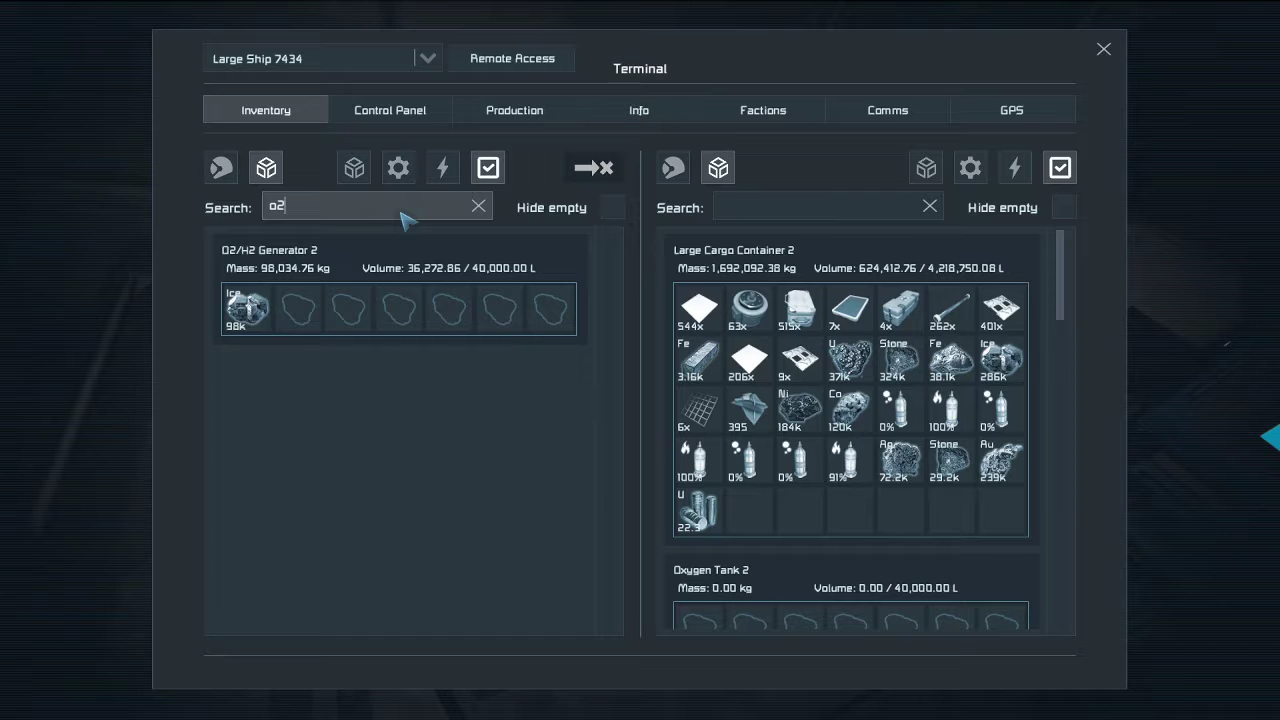 Large Ship 7434
Remote Access
Terminal
Inventory
Control Panel
Production
Info
Factions
Comms
GPS
Search:
o2
Hide empty
O2/H2 Generator 2
Mass: 98,034.76 kg
Volume: 36,272.86 / 40,000.00 L
Ice
98k
Search:
Hide empty
Large Cargo Container 2
Mass: 1,692,092.38 kg
Volume: 624,412.76 / 4,218,750.08 L
544x 63x 515x 7x 4x 262x 401x
Fe U Stone Fe Ice
3.16k 206x 9x 371k 324k 38.1k 286k
Ni Co
6x 395 184k 120k 0% 100% 0%
Ag Stone Au
100% 0% 0% 91% 72.2k 29.2k 239k
U
22.3
Oxygen Tank 2
Mass: 0.00 kg
Volume: 0.00 / 40,000.00 L